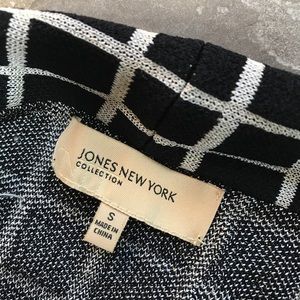 JONES NEW YORK
COLLECTION
S
MADE IN
CHINA